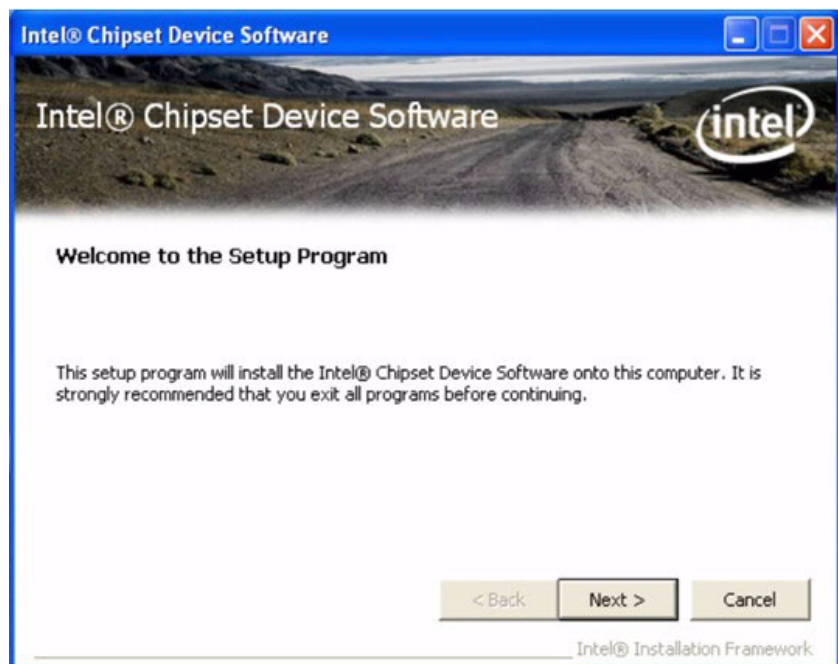 Intel® Chipset Device Software
Intel® Chipset Device Software
intel
Welcome to the Setup Program
This setup program will install the Intel® Chipset Device Software onto this computer. It is
strongly recommended that you exit all programs before continuing.
< Back Next > Cancel
Intel® Installation Framework